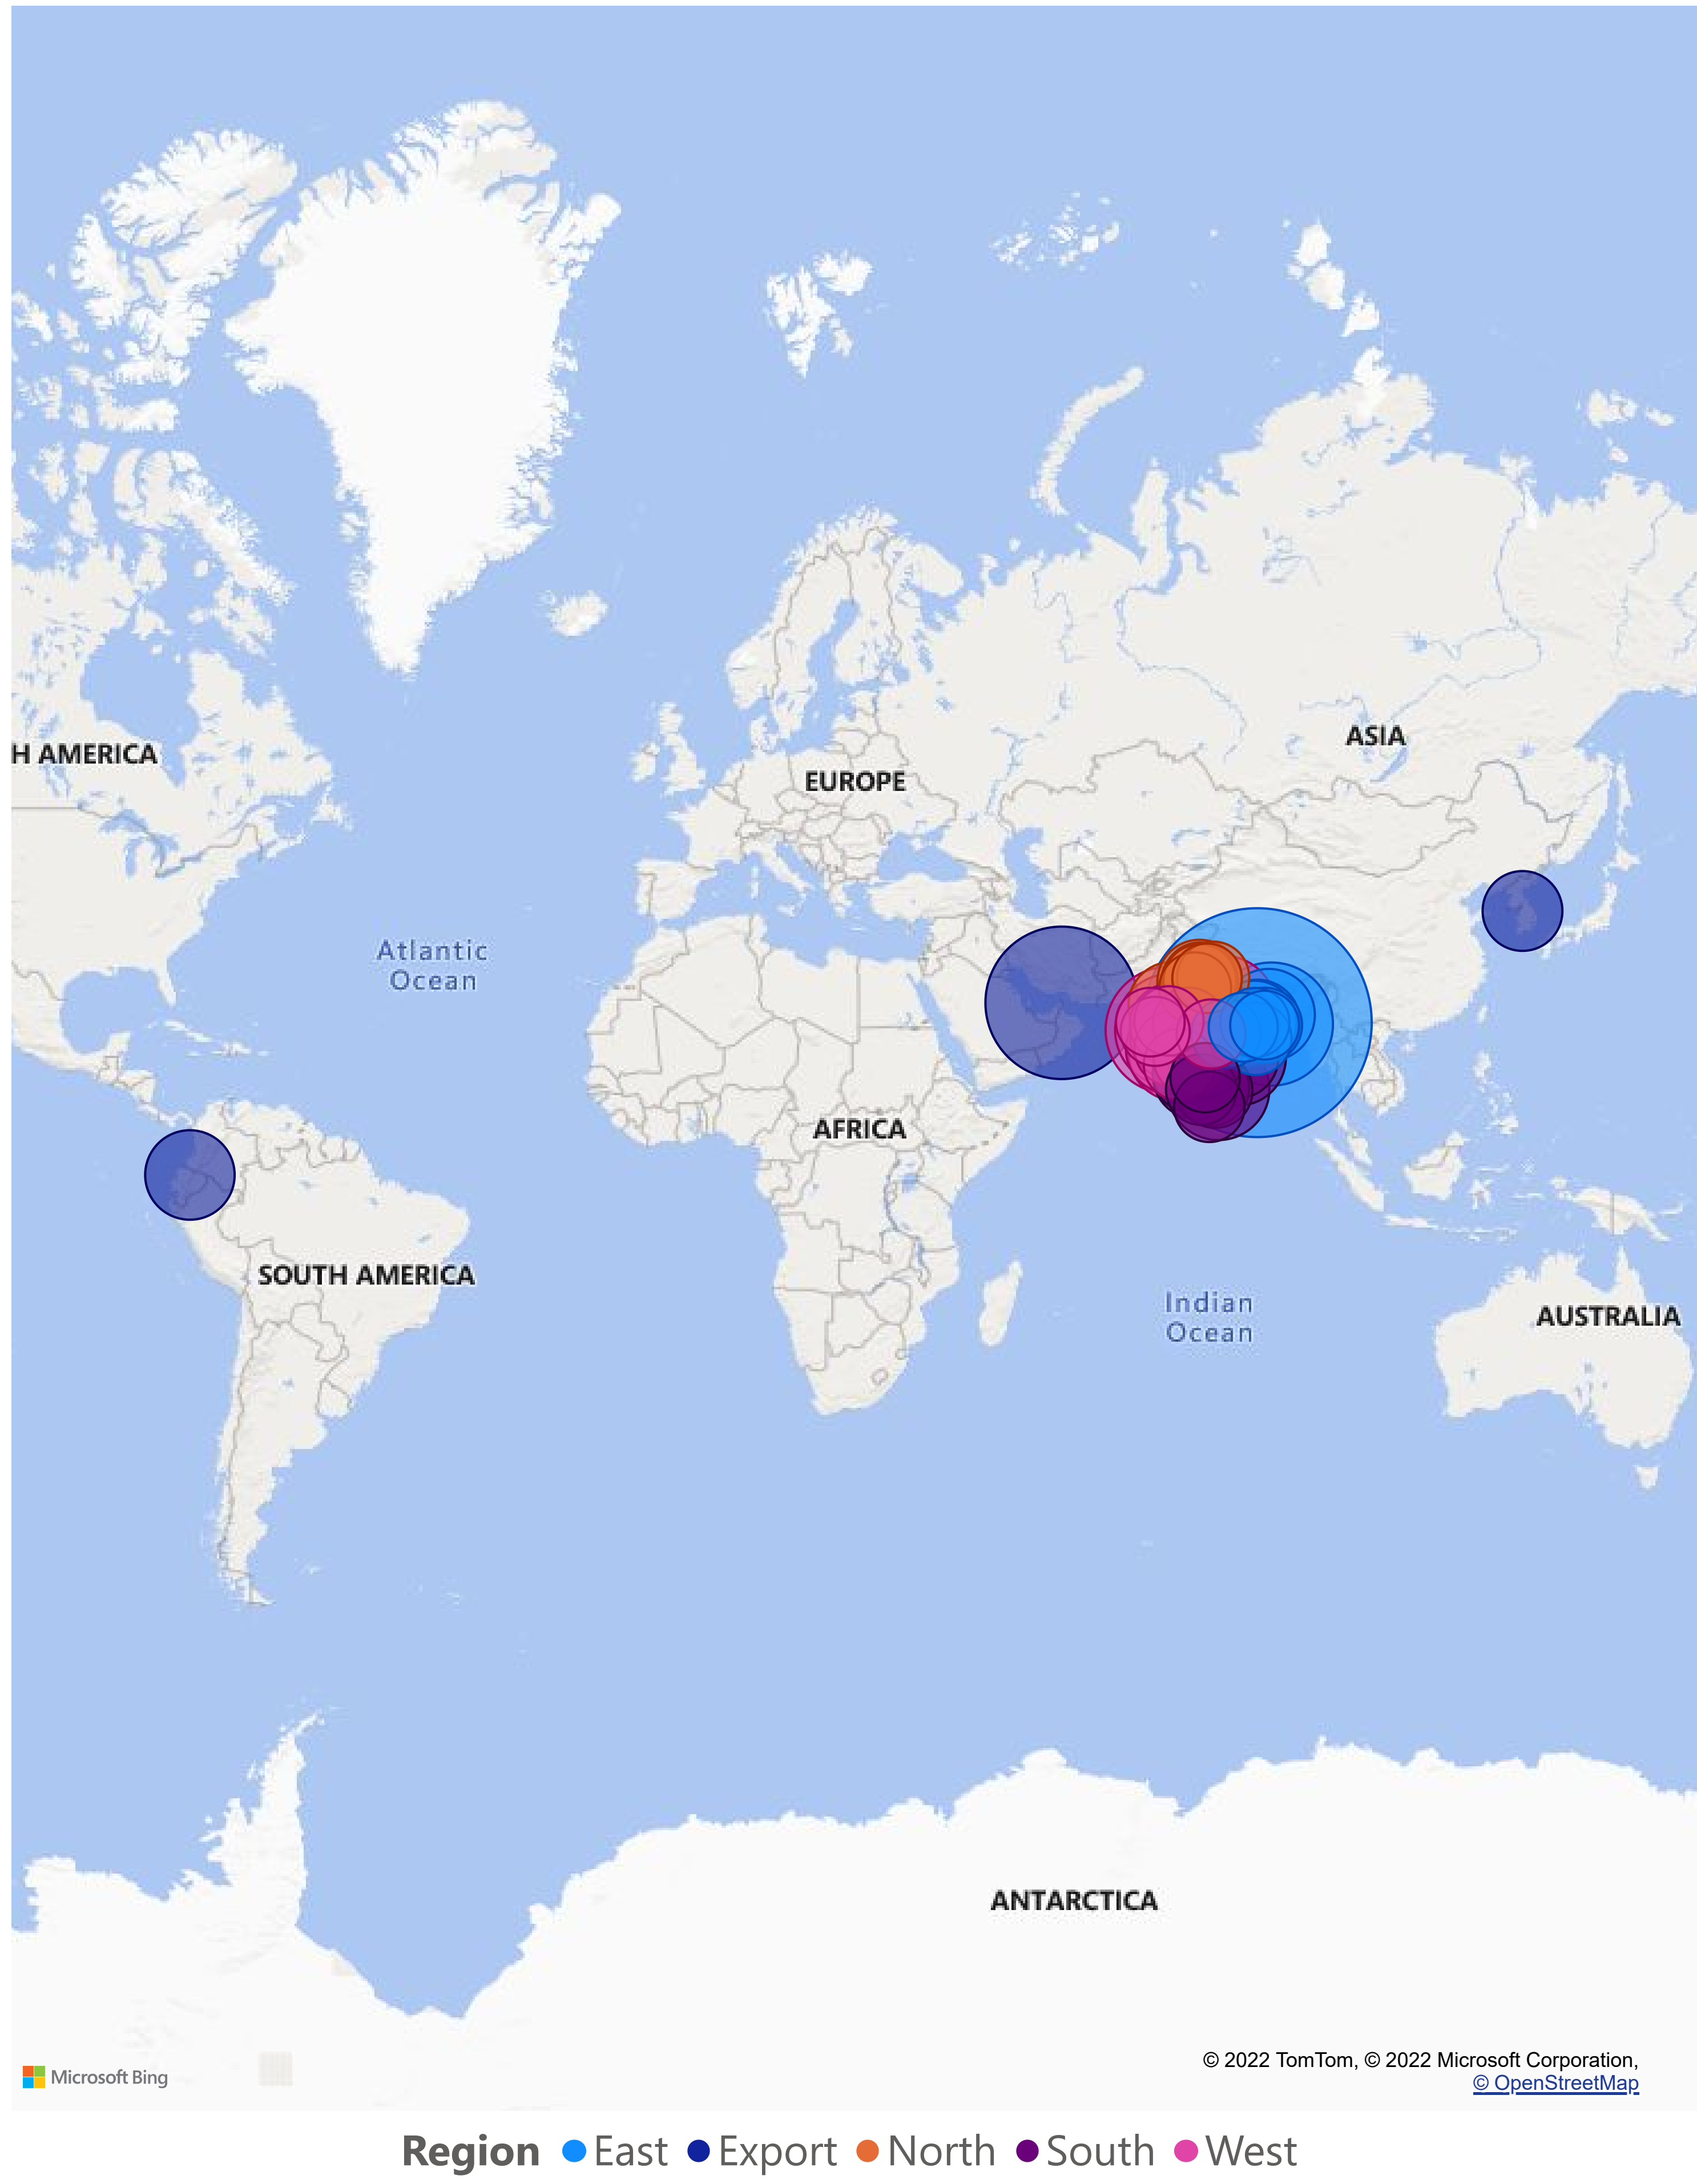 ASIA
H AMERICA
EUROPE
Atlantic
Ocean
AFRICA
SOUTH AMERICA
Indian
Ocean
AUSTRALIA
ANTARCTICA
Microsoft Bing
© 2022 TomTom, © 2022 Microsoft Corporation,
© OpenStreetMap
Region East Export North South West